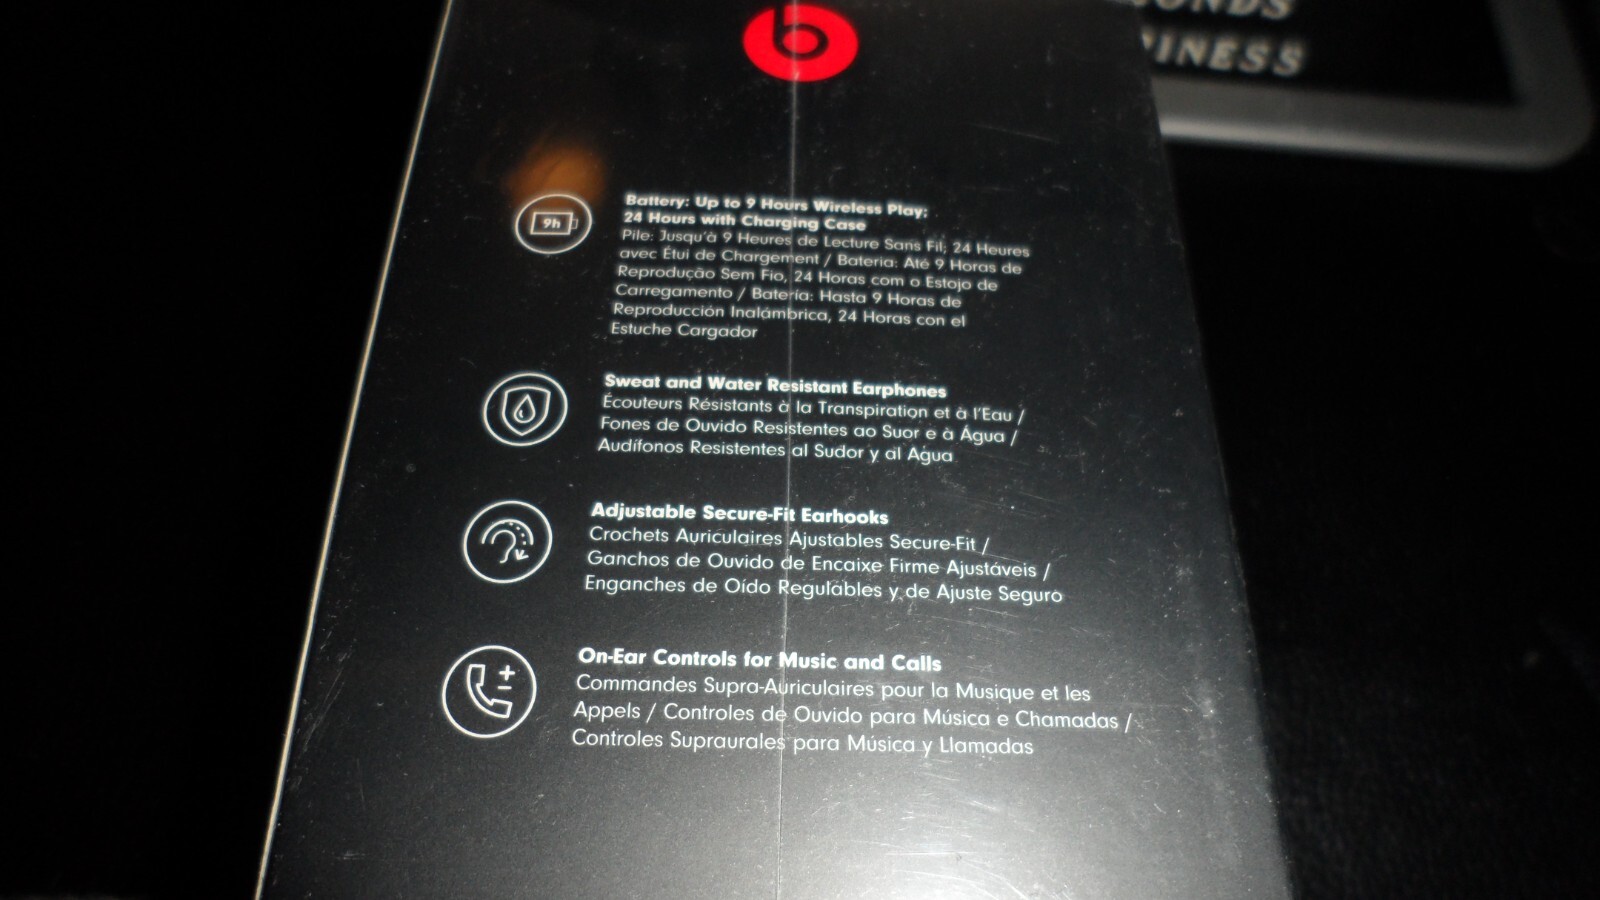 CONDS
PINESS
b
9h
Battery: Up to 9 Hours Wireless Play;
24 Hours with Charging Case
Pile: Jusqu'à 9 Heures de Lecture Sans Fil; 24 Heures
avec Étui de Chargement / Bateria: Até 9 Horas de
Reprodução Sem Fio, 24 Horas com o Estojo de
Carregamento / Batería: Hasta 9 Horas de
Reproducción Inalámbrica, 24 Horas con el
Estuche Cargador
Sweat and Water Resistant Earphones
Écouteurs Résistants à la Transpiration et à l'Eau /
Fones de Ouvido Resistentes ao Suor e à Água /
Audífonos Resistentes al Sudor y al Agua
Adjustable Secure-Fit Earhooks
Crochets Auriculaires Ajustables Secure-Fit /
Ganchos de Ouvido de Encaixe Firme Ajustáveis /
Enganches de Oído Regulables y de Ajuste Seguro
On-Ear Controls for Music and Calls
Commandes Supra-Auriculaires pour la Musique et les
Appels / Controles de Ouvido para Música e Chamadas /
Controles Supraurales para Música y Llamadas